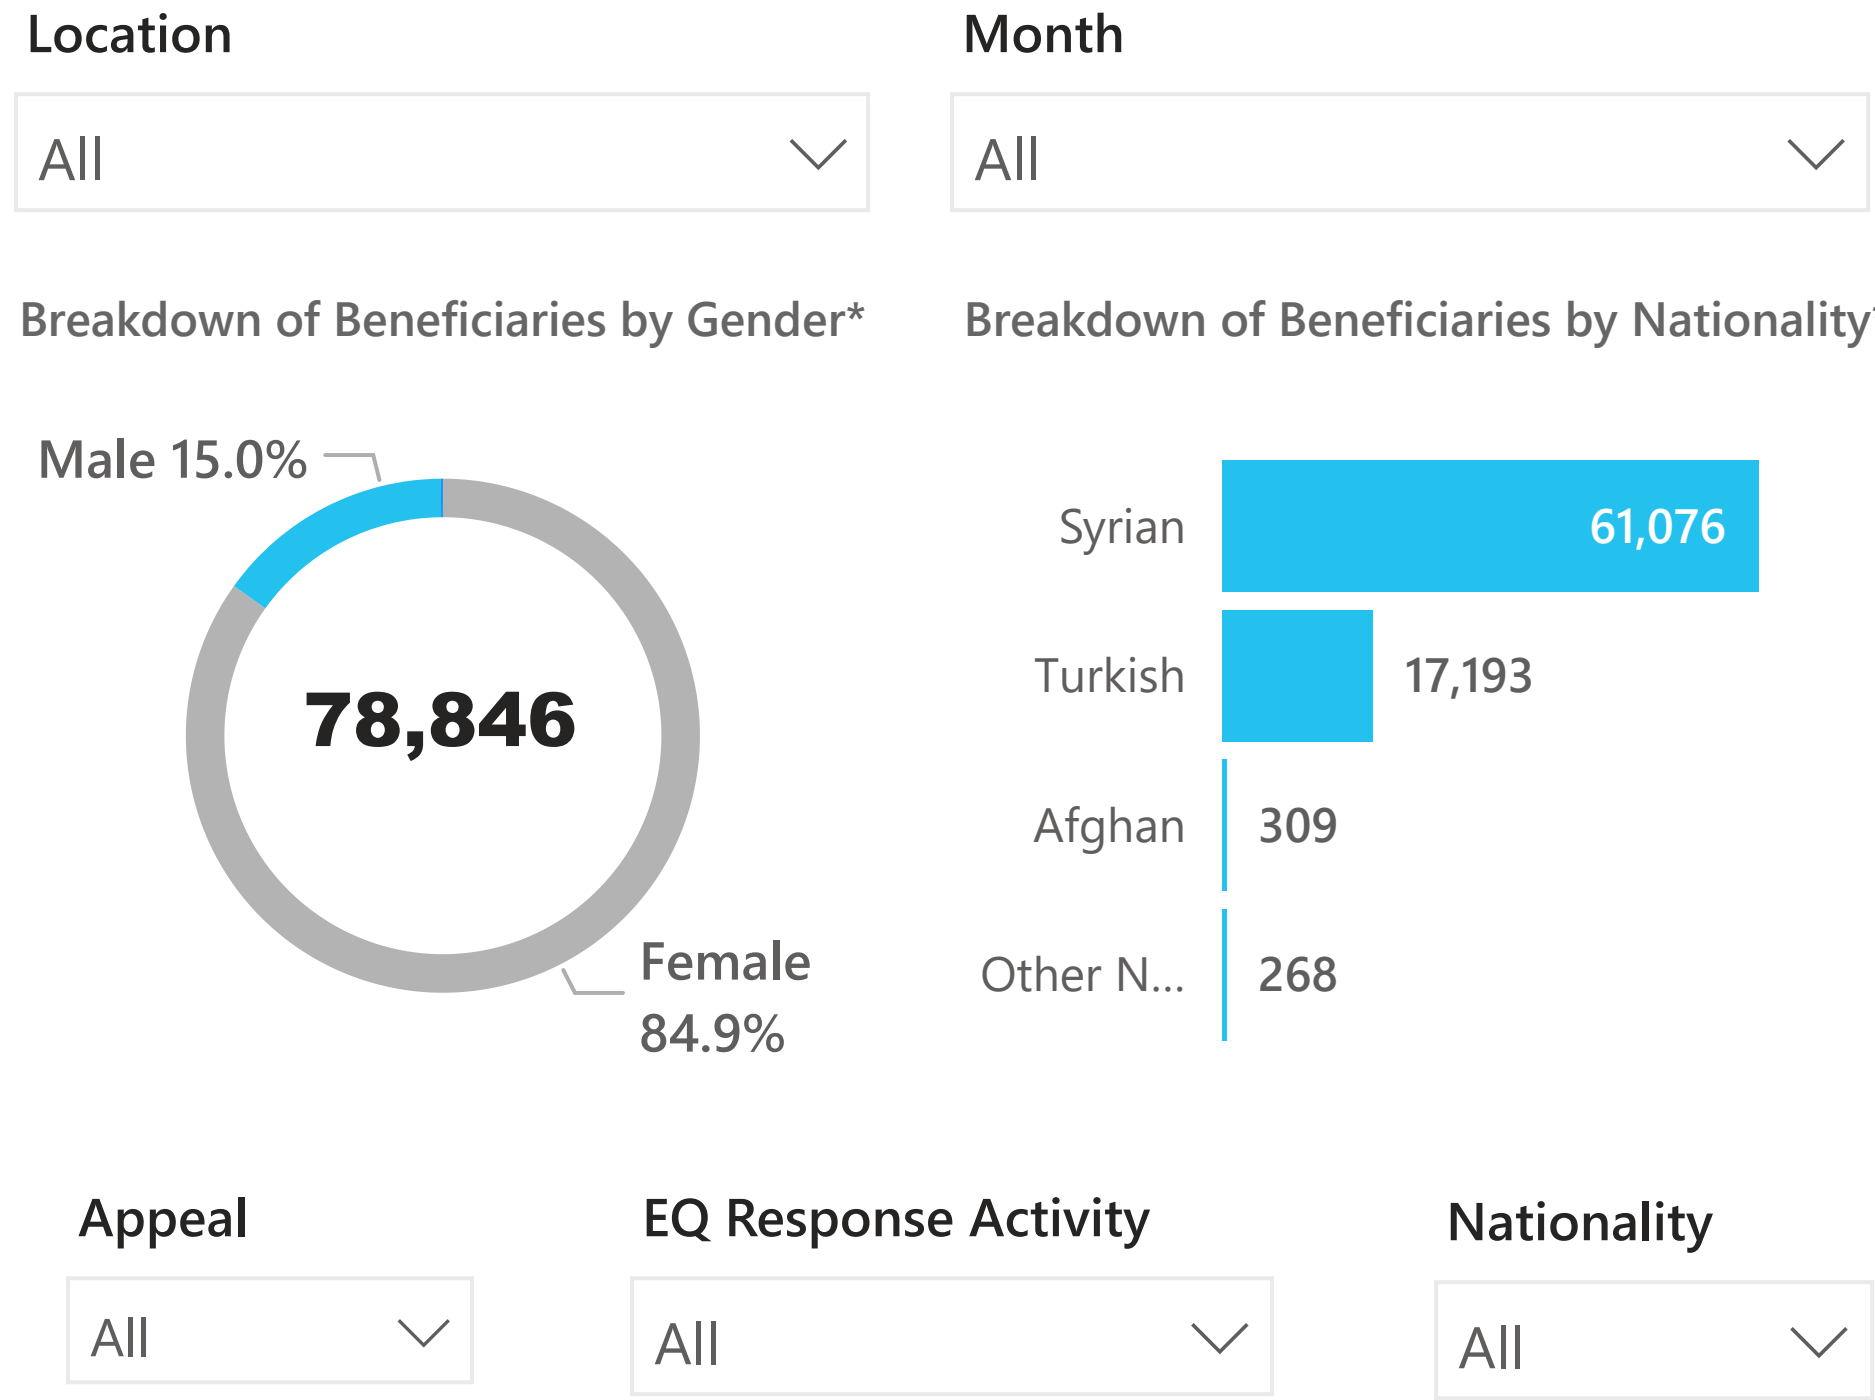 Location
Month
All
All
Breakdown of Beneficiaries by Gender*
Breakdown of Beneficiaries by Nationality*
Male 15.0%
78,846
Female
84.9%
Syrian
61,076
Turkish
17,193
Afghan
309
Other N...
268
Appeal
EQ Response Activity
Nationality
All
All
All